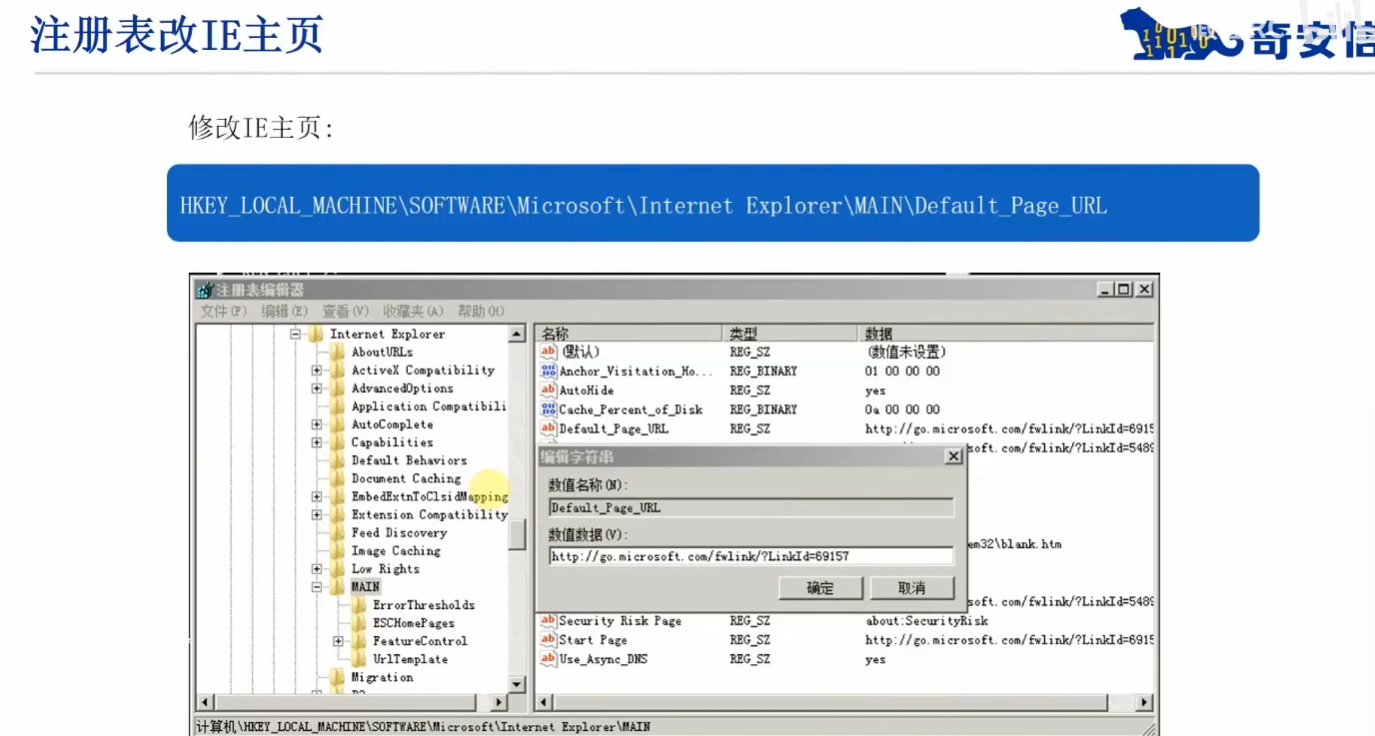 注册表改IE主页
奇安信
修改IE主页:
HKEY_LOCAL_MACHINE\SOFTWARE\Microsoft\Internet Explorer\MAIN\Default_Page_URL
注册表编辑器
文件(F) 编辑(E) 查看(V) 收藏夹(A) 帮助(H)
Internet Explorer
AboutURLs
ActiveX Compatibility
AdvancedOptions
Application Compatibili
AutoComplete
Capabilities
Default Behaviors
Document Caching
EmbedExtnToClsidMapping
Extension Compatibility
Feed Discovery
Image Caching
Low Rights
MAIN
ErrorThresholds
ESCHomePages
FeatureControl
UrlTemplate
Migration
名称 类型 数据
(默认) REG_SZ (数值未设置)
Anchor_Visitation_Ho... REG_BINARY 01 00 00 00
AutoHide REG_SZ yes
Cache_Percent_of_Disk REG_BINARY 0a 00 00 00
Default_Page_URL REG_SZ http://go.microsoft.com/fwlink/?LinkId=6915
soft.com/fwlink/?LinkId=5489
编辑字符串
数值名称(N):
Default_Page_URL
数值数据(V):
http://go.microsoft.com/fwlink/?LinkId=69157
确定 取消
em32\blank.htm
soft.com/fwlink/?LinkId=5489
Security Risk Page REG_SZ about:SecurityRisk
Start Page REG_SZ http://go.microsoft.com/fwlink/?LinkId=6915
Use_Async_DNS REG_SZ yes
计算机\HKEY_LOCAL_MACHINE\SOFTWARE\Microsoft\Internet Explorer\MAIN